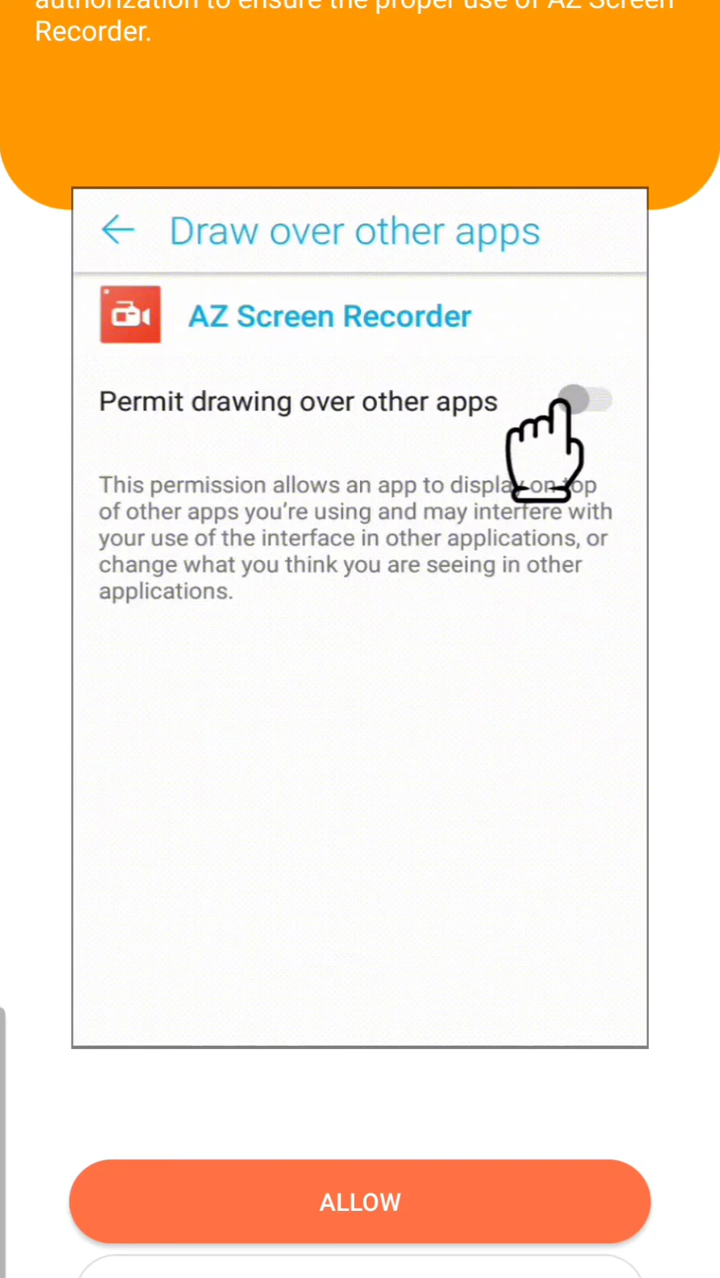 authorization to ensure the proper use of AZ Screen
Recorder.
Draw over other apps
AZ Screen Recorder
Permit drawing over other apps
This permission allows an app to display on top
of other apps you're using and may interfere with
your use of the interface in other applications, or
change what you think you are seeing in other
applications.
ALLOW